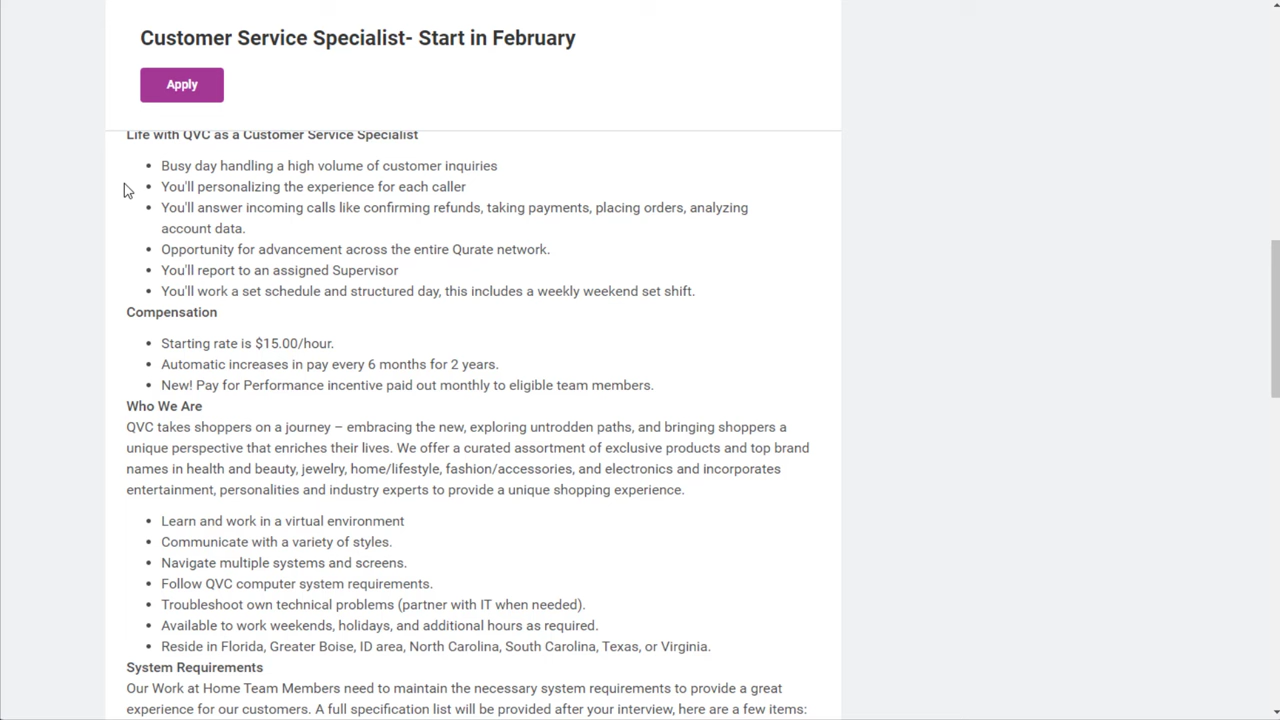 Customer Service Specialist- Start in February
Apply
Life with QVC as a Customer Service Specialist
Busy day handling a high volume of customer inquiries
You'll personalizing the experience for each caller
You'll answer incoming calls like confirming refunds, taking payments, placing orders, analyzing
account data.
Opportunity for advancement across the entire Qurate network.
You'll report to an assigned Supervisor
You'll work a set schedule and structured day, this includes a weekly weekend set shift.
Compensation
Starting rate is $15.00/hour.
Automatic increases in pay every 6 months for 2 years.
New! Pay for Performance incentive paid out monthly to eligible team members.
Who We Are
QVC takes shoppers on a journey – embracing the new, exploring untrodden paths, and bringing shoppers a
unique perspective that enriches their lives. We offer a curated assortment of exclusive products and top brand
names in health and beauty, jewelry, home/lifestyle, fashion/accessories, and electronics and incorporates
entertainment, personalities and industry experts to provide a unique shopping experience.
Learn and work in a virtual environment
Communicate with a variety of styles.
Navigate multiple systems and screens.
Follow QVC computer system requirements.
Troubleshoot own technical problems (partner with IT when needed).
Available to work weekends, holidays, and additional hours as required.
Reside in Florida, Greater Boise, ID area, North Carolina, South Carolina, Texas, or Virginia.
System Requirements
Our Work at Home Team Members need to maintain the necessary system requirements to provide a great
experience for our customers. A full specification list will be provided after your interview, here are a few items: